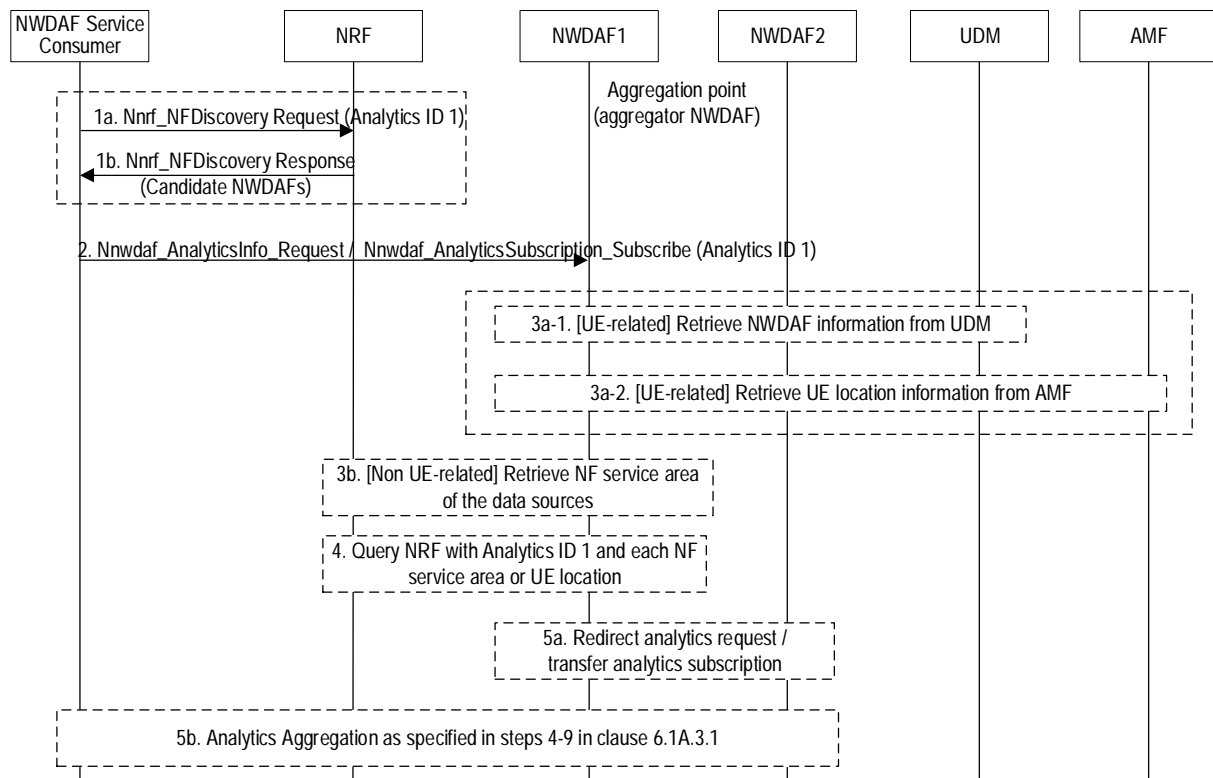 NWDAF Service
Consumer
NRF
NWDAF1
NWDAF2
UDM
AMF
Aggregation point
(aggregator NWDAF)
1a. Nnrf_NFDiscovery Request (Analytics ID 1)
1b. Nnrf_NFDiscovery Response
(Candidate NWDAFs)
2. Nnwdaf_AnalyticsInfo_Request / Nnwdaf_AnalyticsSubscription_Subscribe (Analytics ID 1)
3a-1. [UE-related] Retrieve NWDAF information from UDM
3a-2. [UE-related] Retrieve UE location information from AMF
3b. [Non UE-related] Retrieve NF service area
of the data sources
4. Query NRF with Analytics ID 1 and each NF
service area or UE location
5a. Redirect analytics request /
transfer analytics subscription
5b. Analytics Aggregation as specified in steps 4-9 in clause 6.1A.3.1